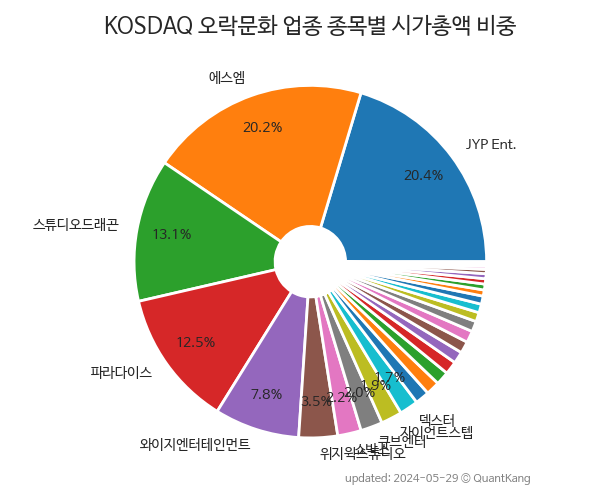 KOSDAQ 오락문화 업종 종목별 시가총액 비중
에스엠
JYP Ent.
20.2%
20.4%
스튜디오드래곤
13.1%
12.5%
파라다이스
7.8%
3.5%
2.2%
2.0%
1.9%
1.7%
와이지엔터테인먼트
위지윅스튜디오
큐브엔터
자이언트스텝
덱스터
updated: 2024-05-29 © QuantKang